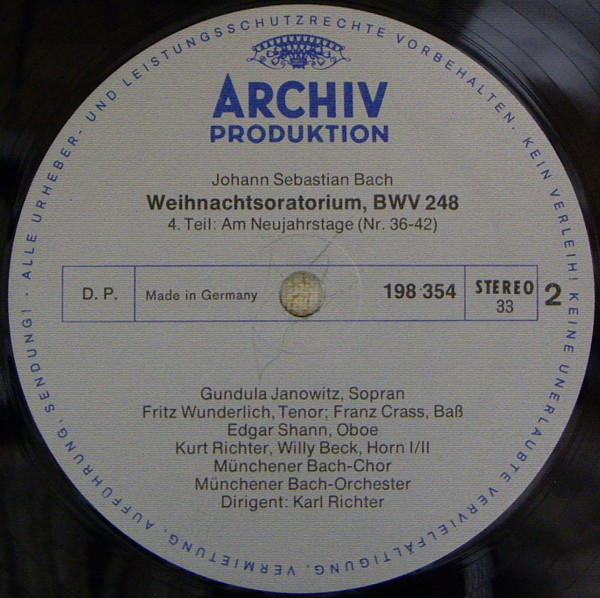 ALLE URHEBER- UND LEISTUNGSSCHUTZRECHTE VORBEHALTEN. KEIN VERLEIH! KEINE UNERLAUBTE VERVIELFÄLTIGUNG, VERMIETUNG, AUFFÜHRUNG, SENDUNG! ·
ARCHIV
PRODUKTION
Johann Sebastian Bach
Weihnachtsoratorium, BWV 248
4. Teil: Am Neujahrstage (Nr. 36-42)
D. P. Made in Germany 198 354 STEREO 33 2
Gundula Janowitz, Sopran
Fritz Wunderlich, Tenor; Franz Crass, Baß
Edgar Shann, Oboe
Kurt Richter, Willy Beck, Horn I/II
Münchener Bach-Chor
Münchener Bach-Orchester
Dirigent: Karl Richter